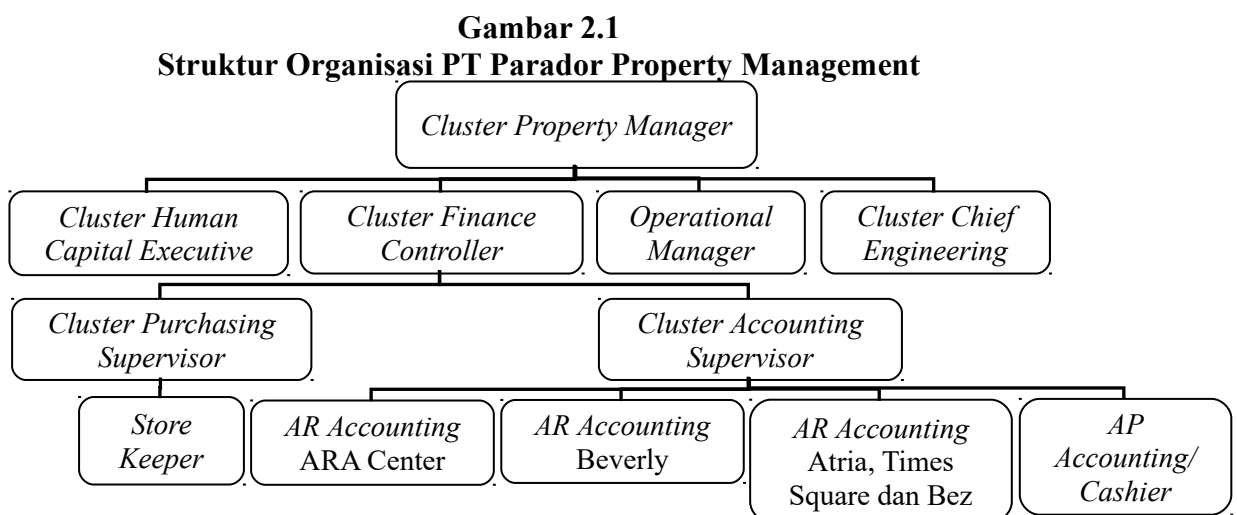 Gambar 2.1
Struktur Organisasi PT Parador Property Management
Cluster Property Manager
Cluster Human
Capital Executive
Cluster Finance
Controller
Operational
Manager
Cluster Chief
Engineering
Cluster Purchasing
Supervisor
Cluster Accounting
Supervisor
Store
Keeper
AR Accounting
ARA Center
AR Accounting
Beverly
AR Accounting
Atria, Times
Square dan Bez
AP
Accounting/
Cashier